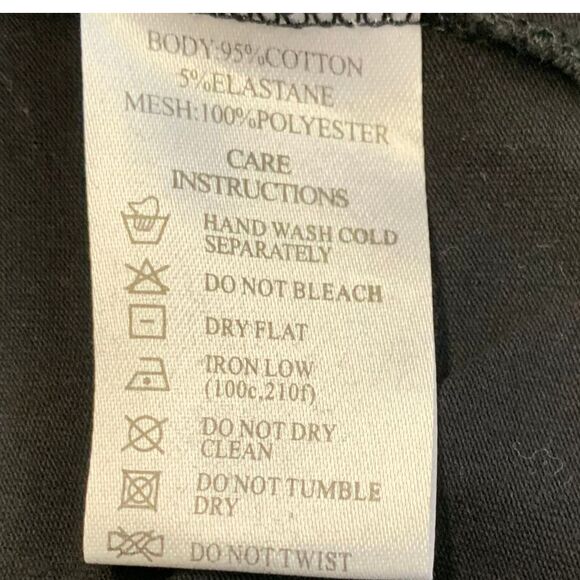 BODY:95%COTTON
5%ELASTANE
MESH:100%POLYESTER
CARE
INSTRUCTIONS
HAND WASH COLD
SEPARATELY
DO NOT BLEACH
DRY FLAT
IRON LOW
(100c,210f)
DO NOT DRY
CLEAN
DO NOT TUMBLE
DRY
DO NOT TWIST